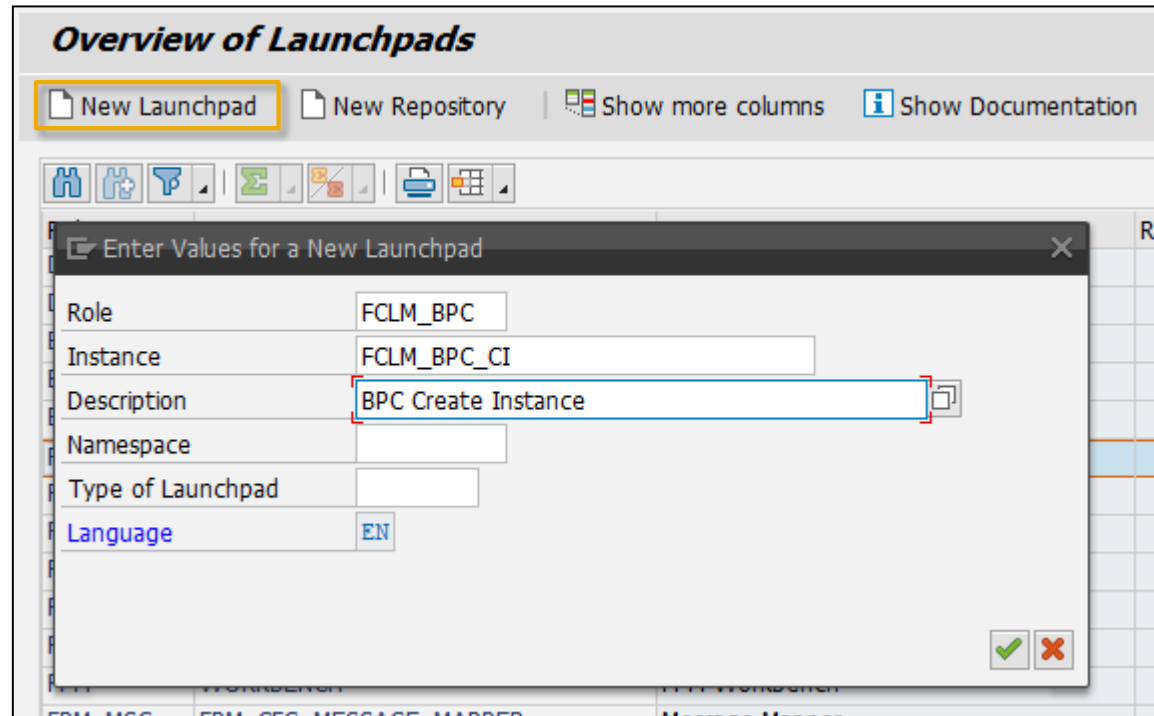 Overview of Launchpads
New Launchpad New Repository Show more columns Show Documentation
R
Enter Values for a New Launchpad
Role FCLM_BPC
Instance FCLM_BPC_CI
Description BPC Create Instance
Namespace
Type of Launchpad
Language EN